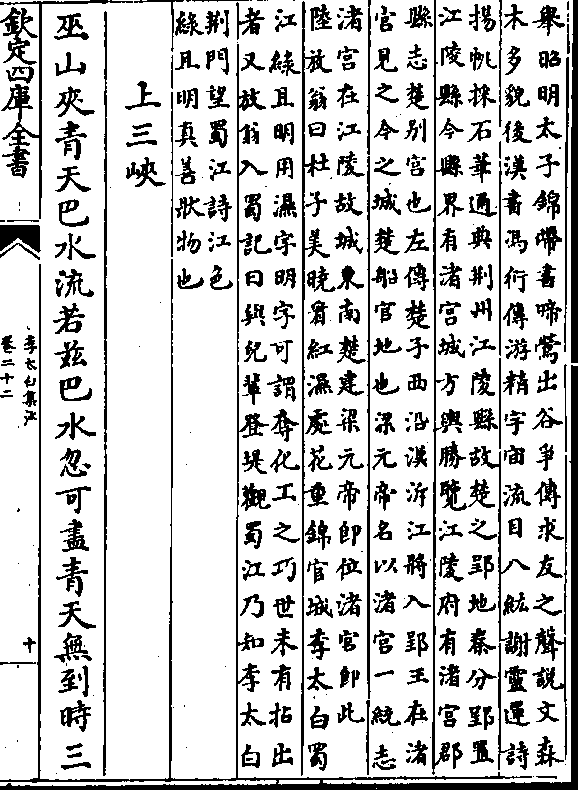 舉昭明太子錦帶書啼鶯出谷爭傳求友之聲説文森
木多貌後漢書馮衍傳游精宇宙流目八紘謝靈運詩
揚帆採石華通典荆州江陵縣故楚之郢地秦分郢置
江陵縣今縣界有渚宫城方輿勝覽江陵府有渚宫郡
縣志楚别宫也左傳楚子西沿漢泝江將入郢王在渚
宫見之今之城楚船官地也梁元帝名以渚宫一統志
渚宫在江陵故城東南楚建梁元帝即位渚宫即此
陸放翁曰杜子美曉看紅濕處花重錦官城李太白蜀
江緑且明用濕字明字可謂奪化工之巧世未有拈出
者又放翁入蜀記曰與兒輩登堤觀蜀江乃知李太白
荆門望蜀江詩江色
綠且明真善狀物也
上三峽
巫山夾青天巴水流若兹巴水忽可盡青天無到時三
欽定四庫全書
李太白集注
卷二十二
十